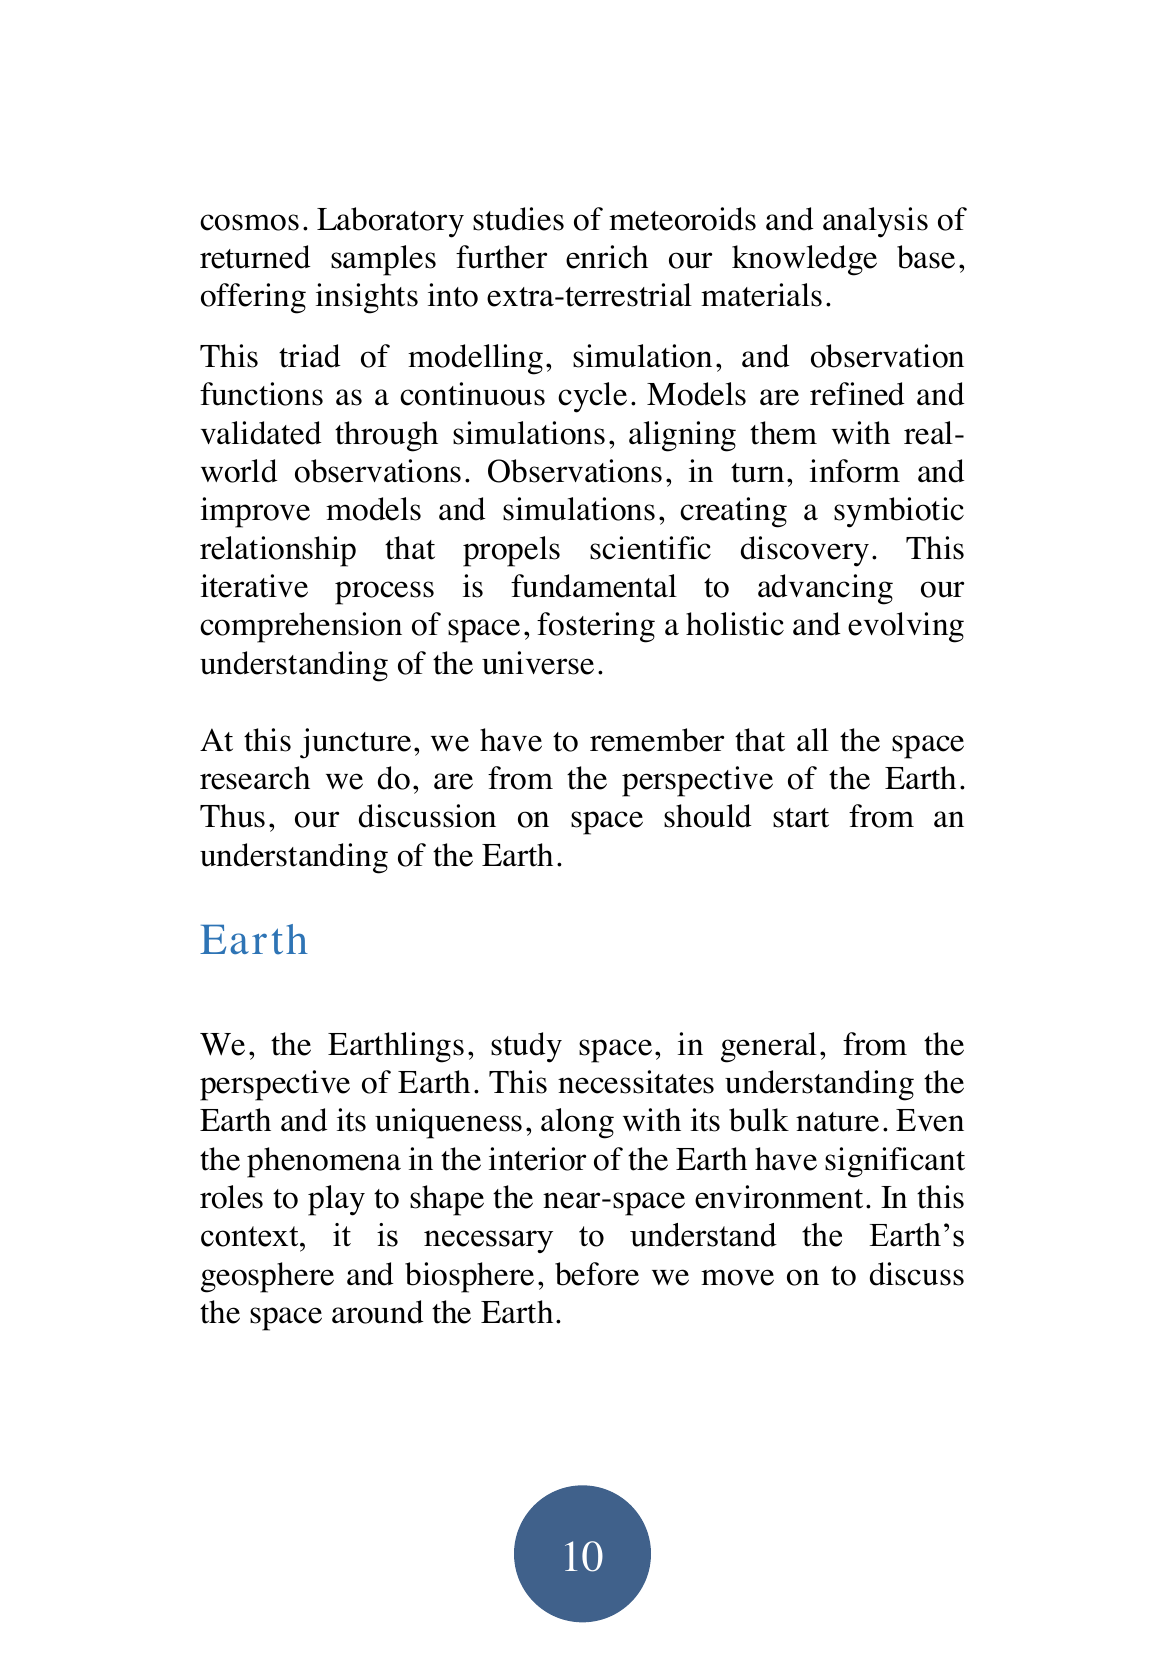 cosmos. Laboratory studies of meteoroids and analysis of
returned samples further enrich our knowledge base,
offering insights into extra-terrestrial materials.
This triad of modelling, simulation, and observation
functions as a continuous cycle. Models are refined and
validated through simulations, aligning them with real-
world observations. Observations, in turn, inform and
improve models and simulations, creating a symbiotic
relationship that propels scientific discovery. This
iterative process is fundamental to advancing our
comprehension of space, fostering a holistic and evolving
understanding of the universe.
At this juncture, we have to remember that all the space
research we do, are from the perspective of the Earth.
Thus, our discussion on space should start from an
understanding of the Earth.
Earth
We, the Earthlings, study space, in general, from the
perspective of Earth. This necessitates understanding the
Earth and its uniqueness, along with its bulk nature. Even
the phenomena in the interior of the Earth have significant
roles to play to shape the near-space environment. In this
context, it is necessary to understand the Earth’s
geosphere and biosphere, before we move on to discuss
the space around the Earth.
10